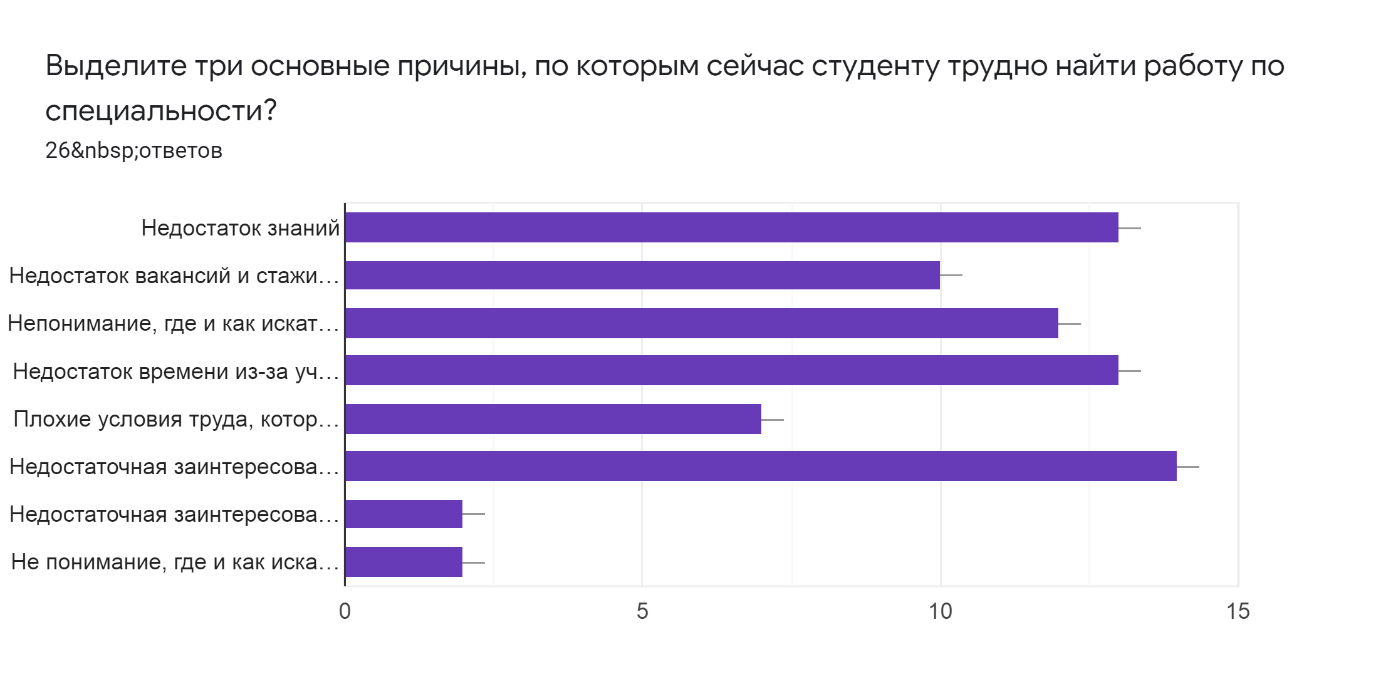 Выделите три основные причины, по которым сейчас студенту трудно найти работу по
специальности?
26&nbsp;ответов
Недостаток знаний
Недостаток вакансий и стажи…
Непонимание, где и как искат…
Недостаток времени из-за уч…
Плохие условия труда, котор…
Недостаточная заинтересова…
Недостаточная заинтересова…
Не понимание, где и как иска…
0 5 10 15